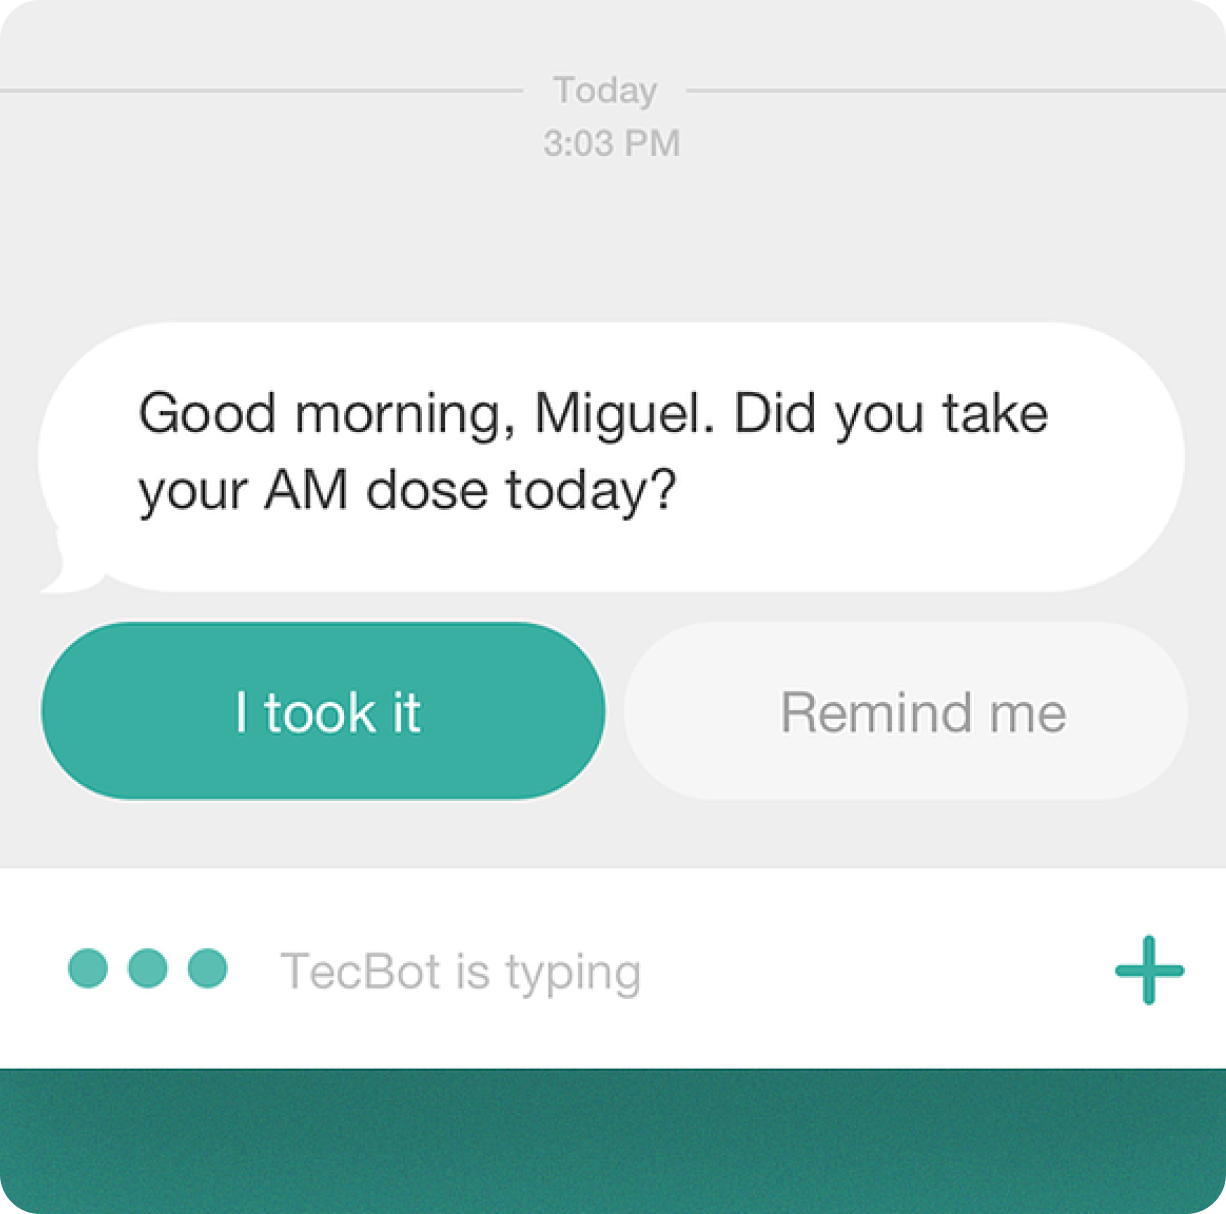 Today
3:03 PM
Good morning, Miguel. Did you take
your AM dose today?
I took it
Remind me
TecBot is typing